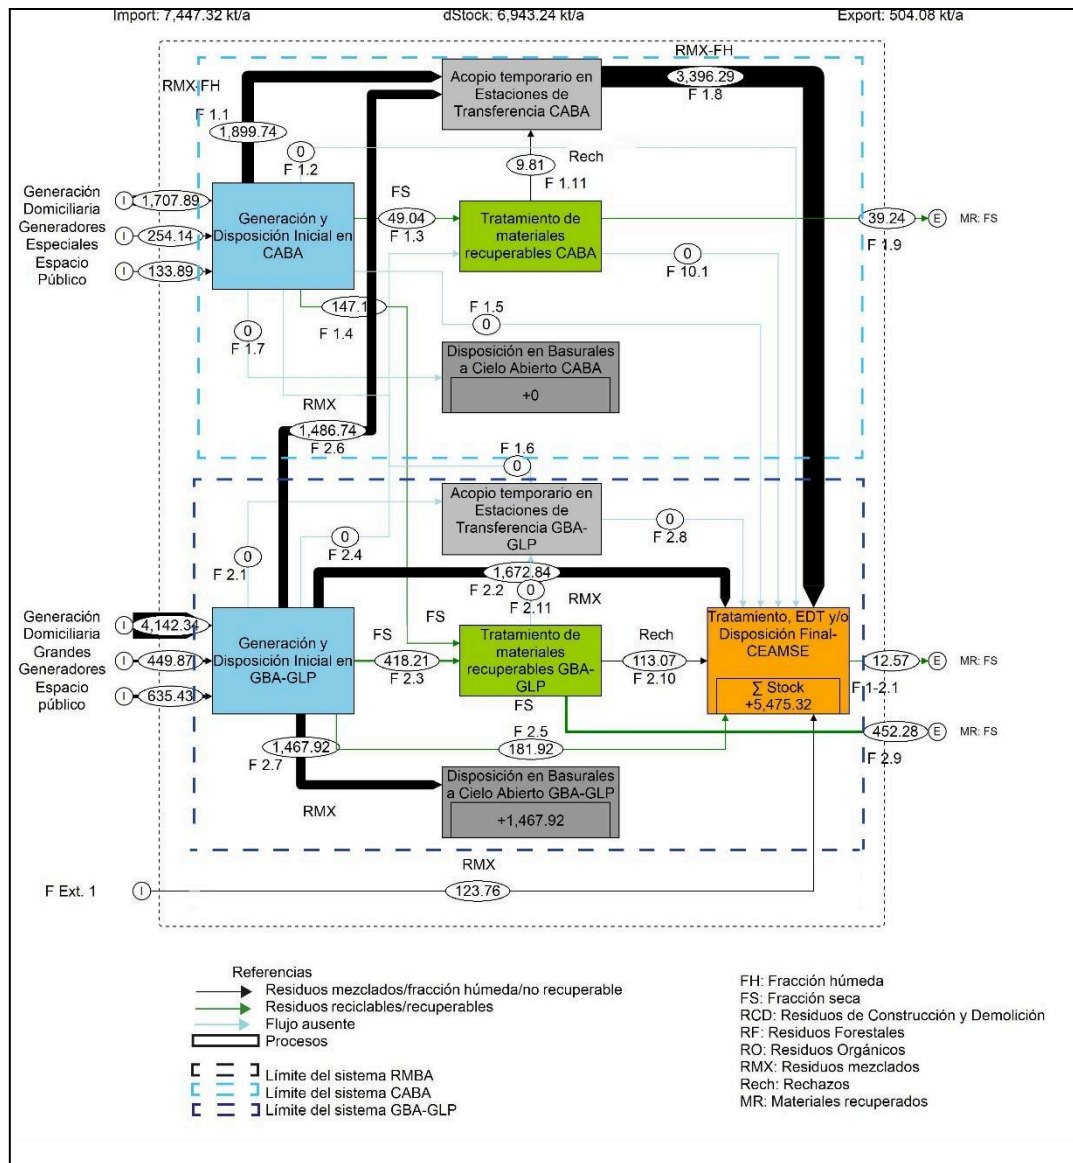 Import: 7,447.32 kt/a
dStock: 6,943.24 kt/a
Export: 504.08 kt/a
RMX-FH
RMX-FH
3,396.29
F 1.8
Acopio temporario en
Estaciones de
Transferencia CABA
F 1.1
1,899.74
0
F 1.2
9.81
Rech
F 1.11
Generación
Domiciliaria
Generadores
Especiales
Espacio
Público
I
1,707.89
I
254.14
I
133.89
Generación y
Disposición Inicial en
CABA
FS
49.04
F 1.3
Tratamiento de
materiales
recuperables CABA
39.24
E
MR: FS
F 1.9
0
F 10.1
147.1
F 1.4
F 1.5
0
0
F 1.7
Disposición en Basurales
a Cielo Abierto CABA
+0
RMX
1,486.74
F 2.6
F 1.6
0
Acopio temporario en
Estaciones de
Transferencia GBA-
GLP
0
F 2.8
0
F 2.1
0
F 2.4
1,672.84
F 2.2
0
F 2.11
RMX
Generación
Domiciliaria
Grandes
Generadores
Espacio
público
I
4,142.34
I
449.87
I
635.43
Generación y
Disposición Inicial en
GBA-GLP
FS
FS
418.21
F 2.3
Tratamiento de
materiales
recuperables GBA-
GLP
Rech
113.07
F 2.10
Tratamiento, EDT y/o
Disposición Final-
CEAMSE
∑ Stock
+5,475.32
12.57
E
MR: FS
F 1-2.1
FS
F 2.5
181.92
452.28
E
MR: FS
F 2.9
1,467.92
F 2.7
RMX
Disposición en Basurales
a Cielo Abierto GBA-GLP
+1,467.92
RMX
F Ext. 1
I
123.76
Referencias
Residuos mezclados/fracción húmeda/no recuperable
Residuos reciclables/recuperables
Flujo ausente
Procesos
Límite del sistema RMBA
Límite del sistema CABA
Límite del sistema GBA-GLP
FH: Fracción húmeda
FS: Fracción seca
RCD: Residuos de Construcción y Demolición
RF: Residuos Forestales
RO: Residuos Orgánicos
RMX: Residuos mezclados
Rech: Rechazos
MR: Materiales recuperados